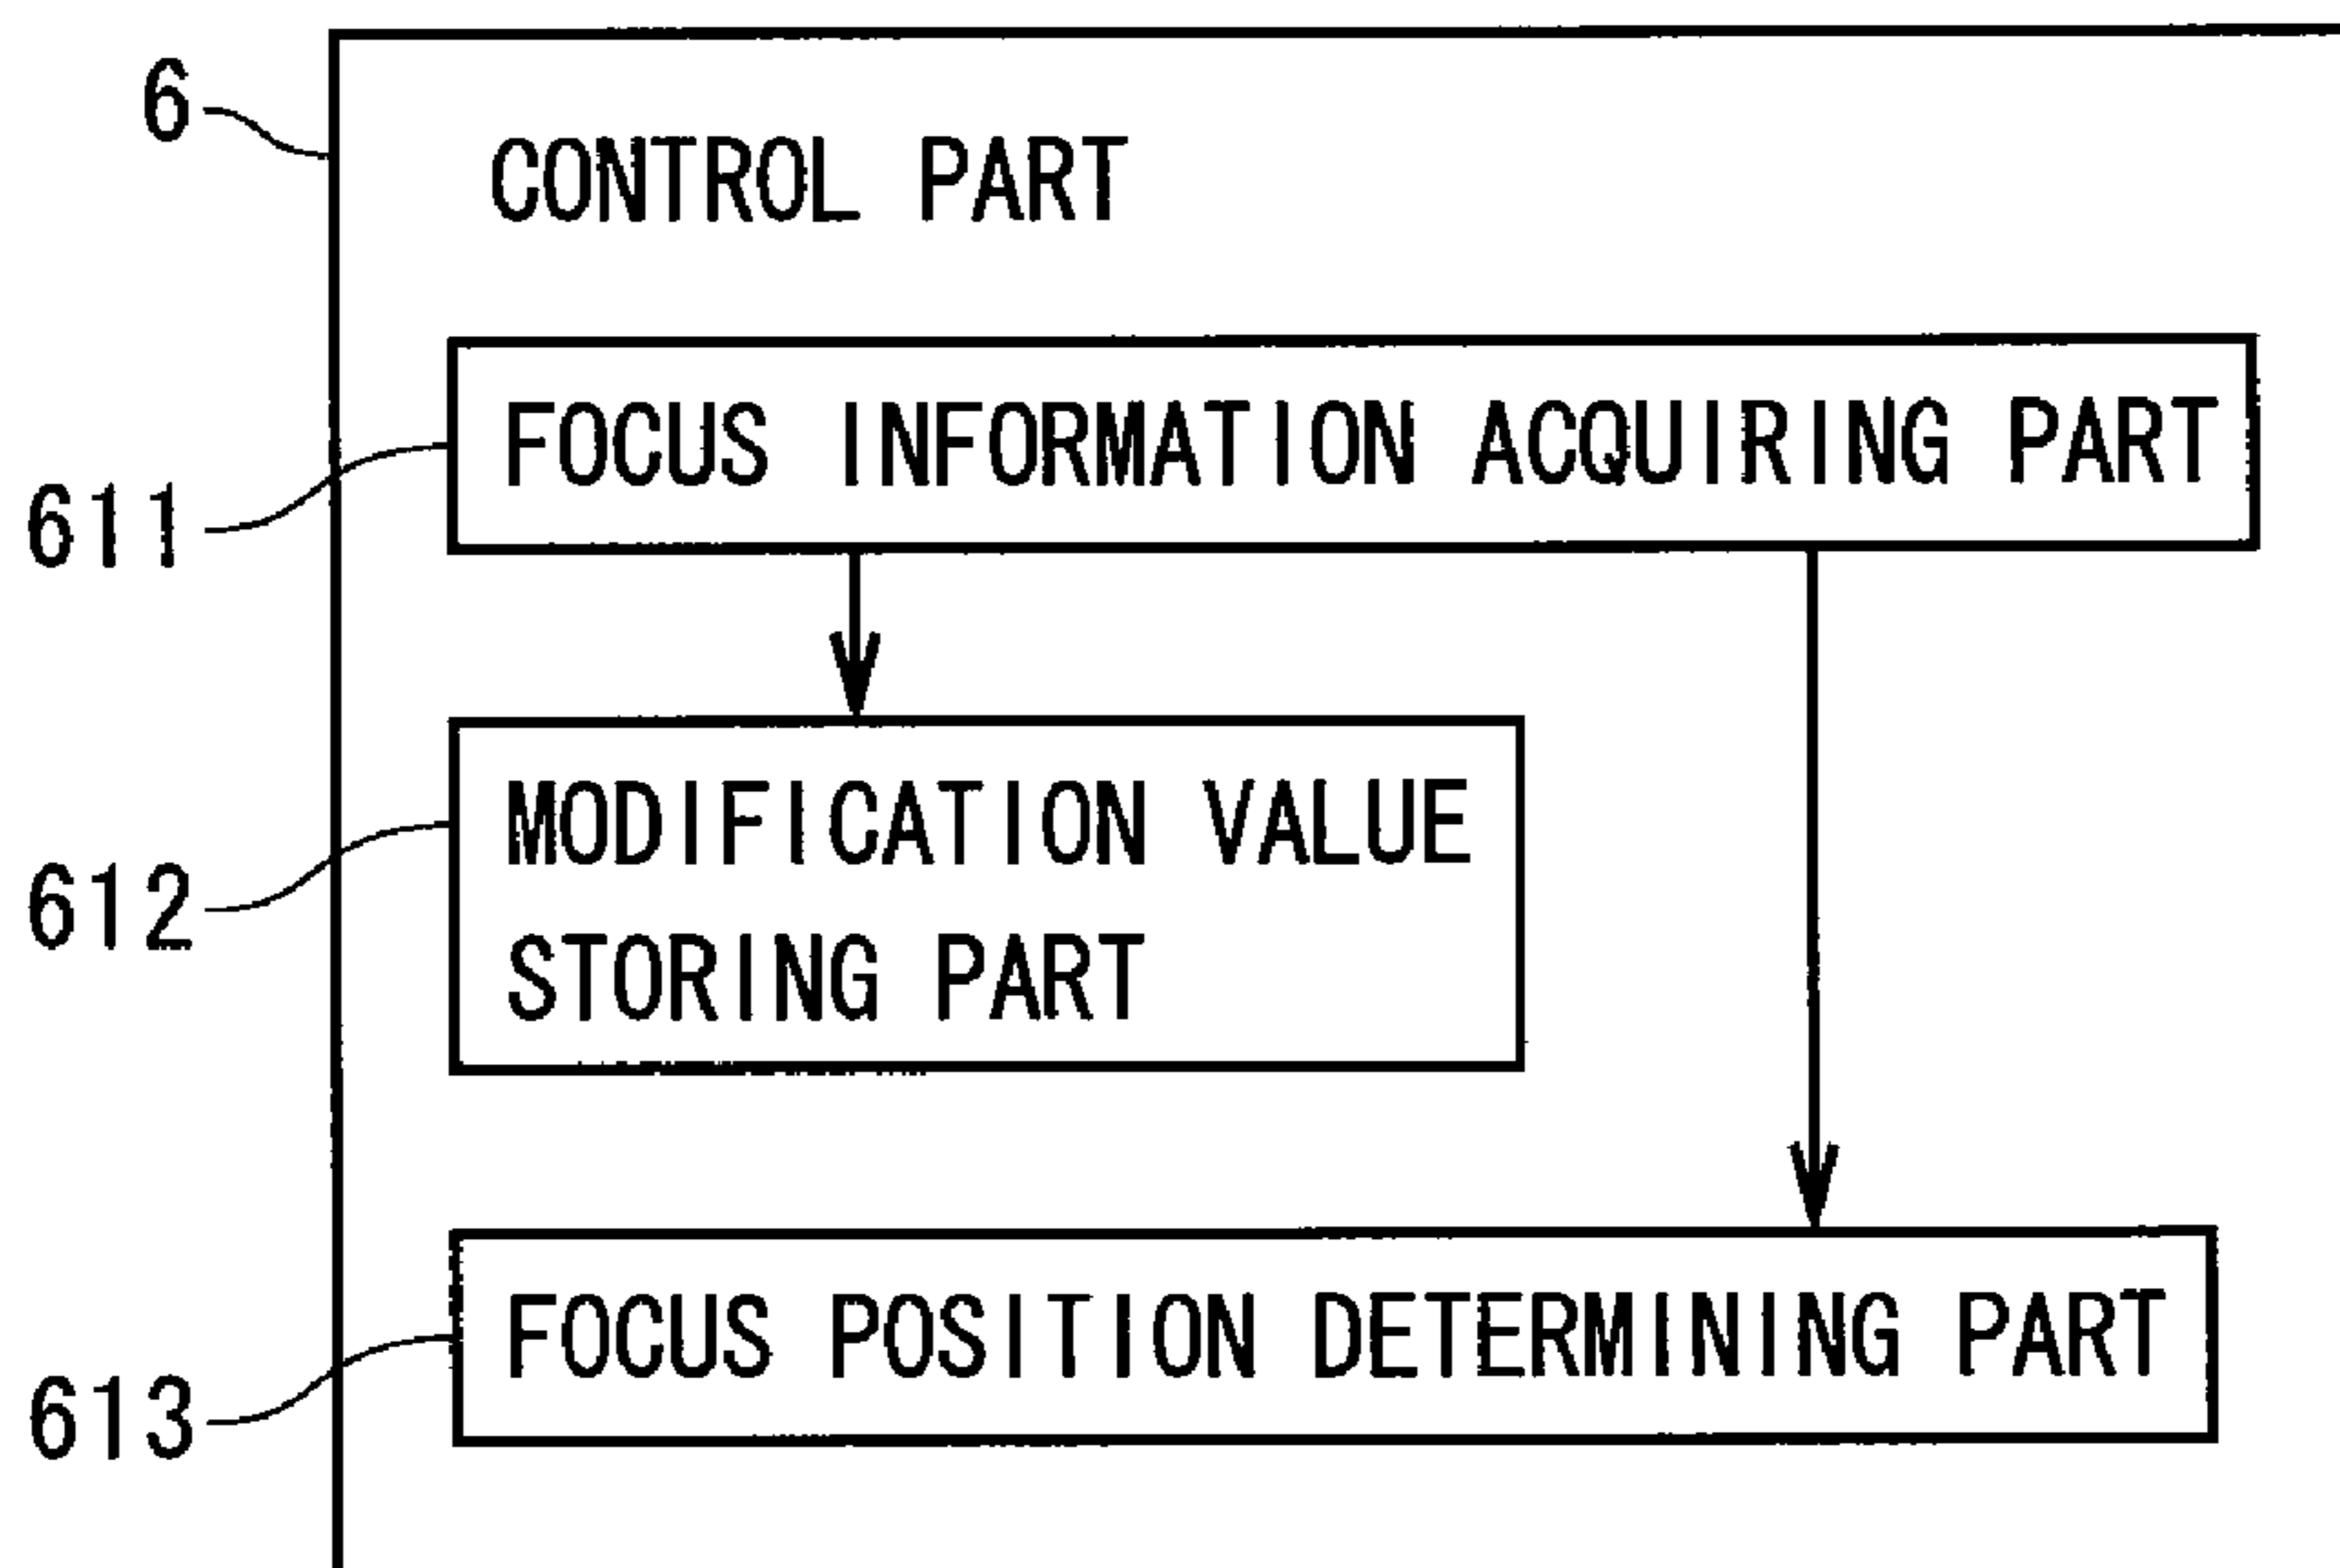 6
CONTROL PART
FOCUS INFORMATION ACQUIRING PART
611
MODIFICATION VALUE
612
STORING PART
FOCUS POSITION DETERMINING PART
613